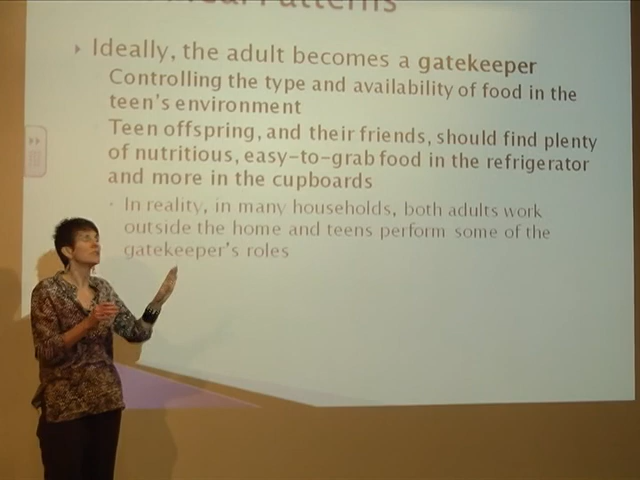 Patterns
Ideally, the adult becomes a gatekeeper
Controlling the type and availability of food in the
teen's environment
Teen offspring, and their friends, should find plenty
of nutritious, easy-to-grab food in the refrigerator
and more in the cupboards
In reality, in many households, both adults work
outside the home and teens perform some of the
gatekeeper's roles